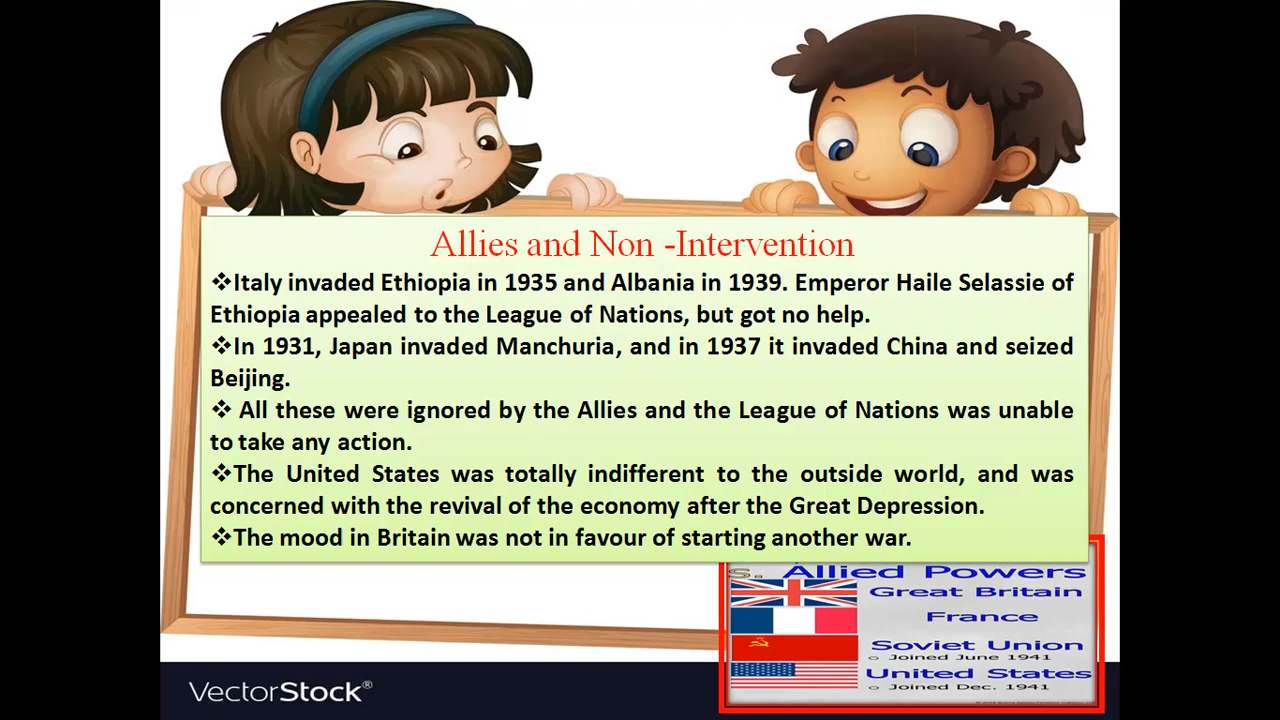 Allies and Non -Intervention
❖Italy invaded Ethiopia in 1935 and Albania in 1939. Emperor Haile Selassie of
Ethiopia appealed to the League of Nations, but got no help.
❖In 1931, Japan invaded Manchuria, and in 1937 it invaded China and seized
Beijing.
❖ All these were ignored by the Allies and the League of Nations was unable
to take any action.
❖The United States was totally indifferent to the outside world, and was
concerned with the revival of the economy after the Great Depression.
❖The mood in Britain was not in favour of starting another war.
s. Allied Powers
Great Britain
France
Soviet Union
○ Joined June 1941
United States
○ Joined Dec. 1941
VectorStock®